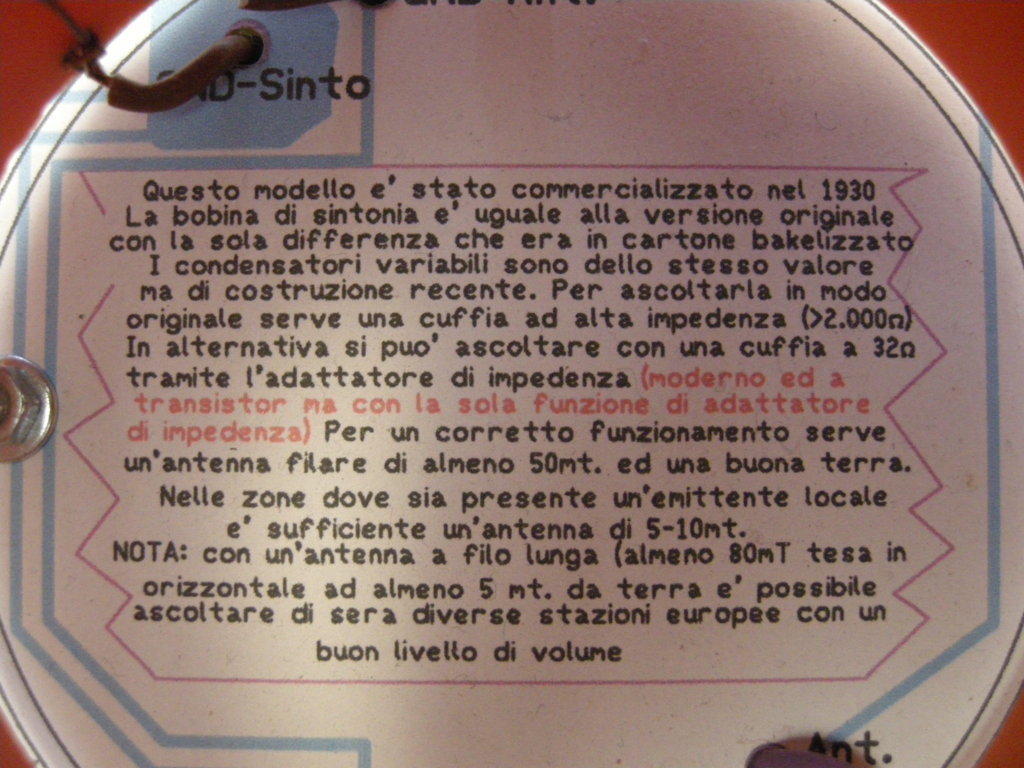 -Sinto
Questo modello e' stato commercializzato nel 1930
La bobina di sintonia e' uguale alla versione originale
con la sola differenza che era in cartone bakelizzato
I condensatori variabili sono dello stesso valore
ma di costruzione recente. Per ascoltarla in modo
originale serve una cuffia ad alta impedenza (>2.000Ω)
In alternativa si puo' ascoltare con una cuffia a 32Ω
tramite l'adattatore di impedenza (moderno ed a
transistor ma con la sola funzione di adattatore
di impedenza) Per un corretto funzionamento serve
un'antenna filare di almeno 50mt. ed una buona terra.
Nelle zone dove sia presente un'emittente locale
e' sufficiente un'antenna di 5-10mt.
NOTA: con un'antenna a filo lunga (almeno 80mT tesa in
orizzontale ad almeno 5 mt. da terra e' possibile
ascoltare di sera diverse stazioni europee con un
buon livello di volume
Ant.